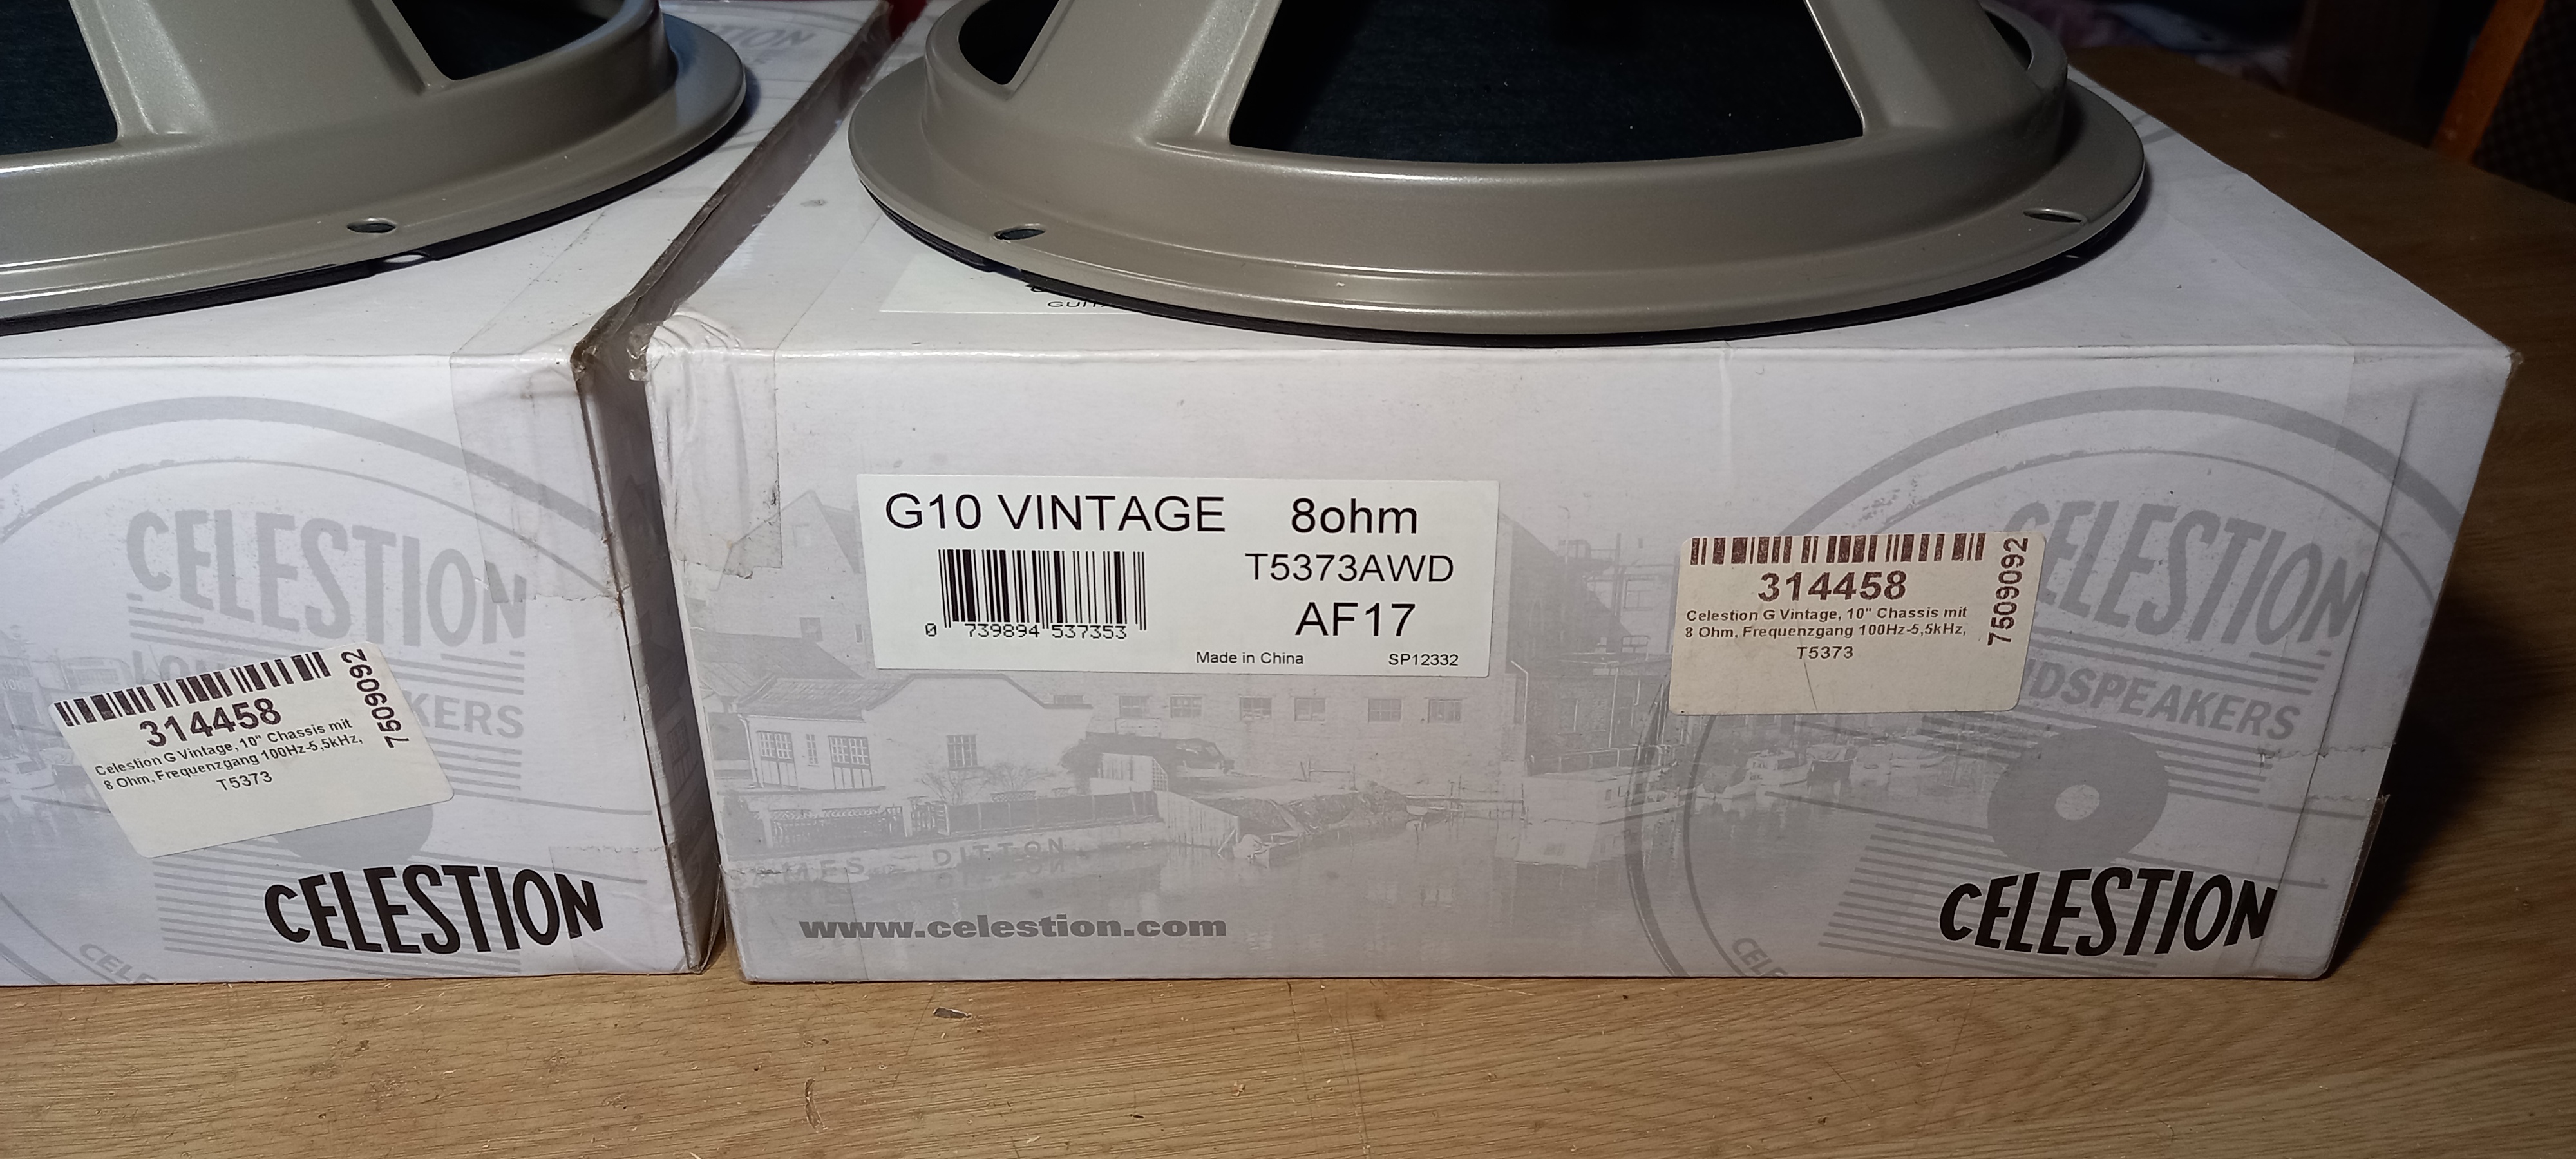 CELESTION
314458
7509092
Celestion G Vintage, 10" Chassis mit
8 Ohm, Frequenzgang 100Hz-5,5kHz,
T5373
CELESTION
G10 VINTAGE 8ohm
T5373AWD
AF17
0 739894 537353
Made in China SP12332
314458
7509092
Celestion G Vintage, 10" Chassis mit
8 Ohm, Frequenzgang 100Hz-5,5kHz,
T5373
CELESTION
DITTON
www.celestion.com
CELESTION